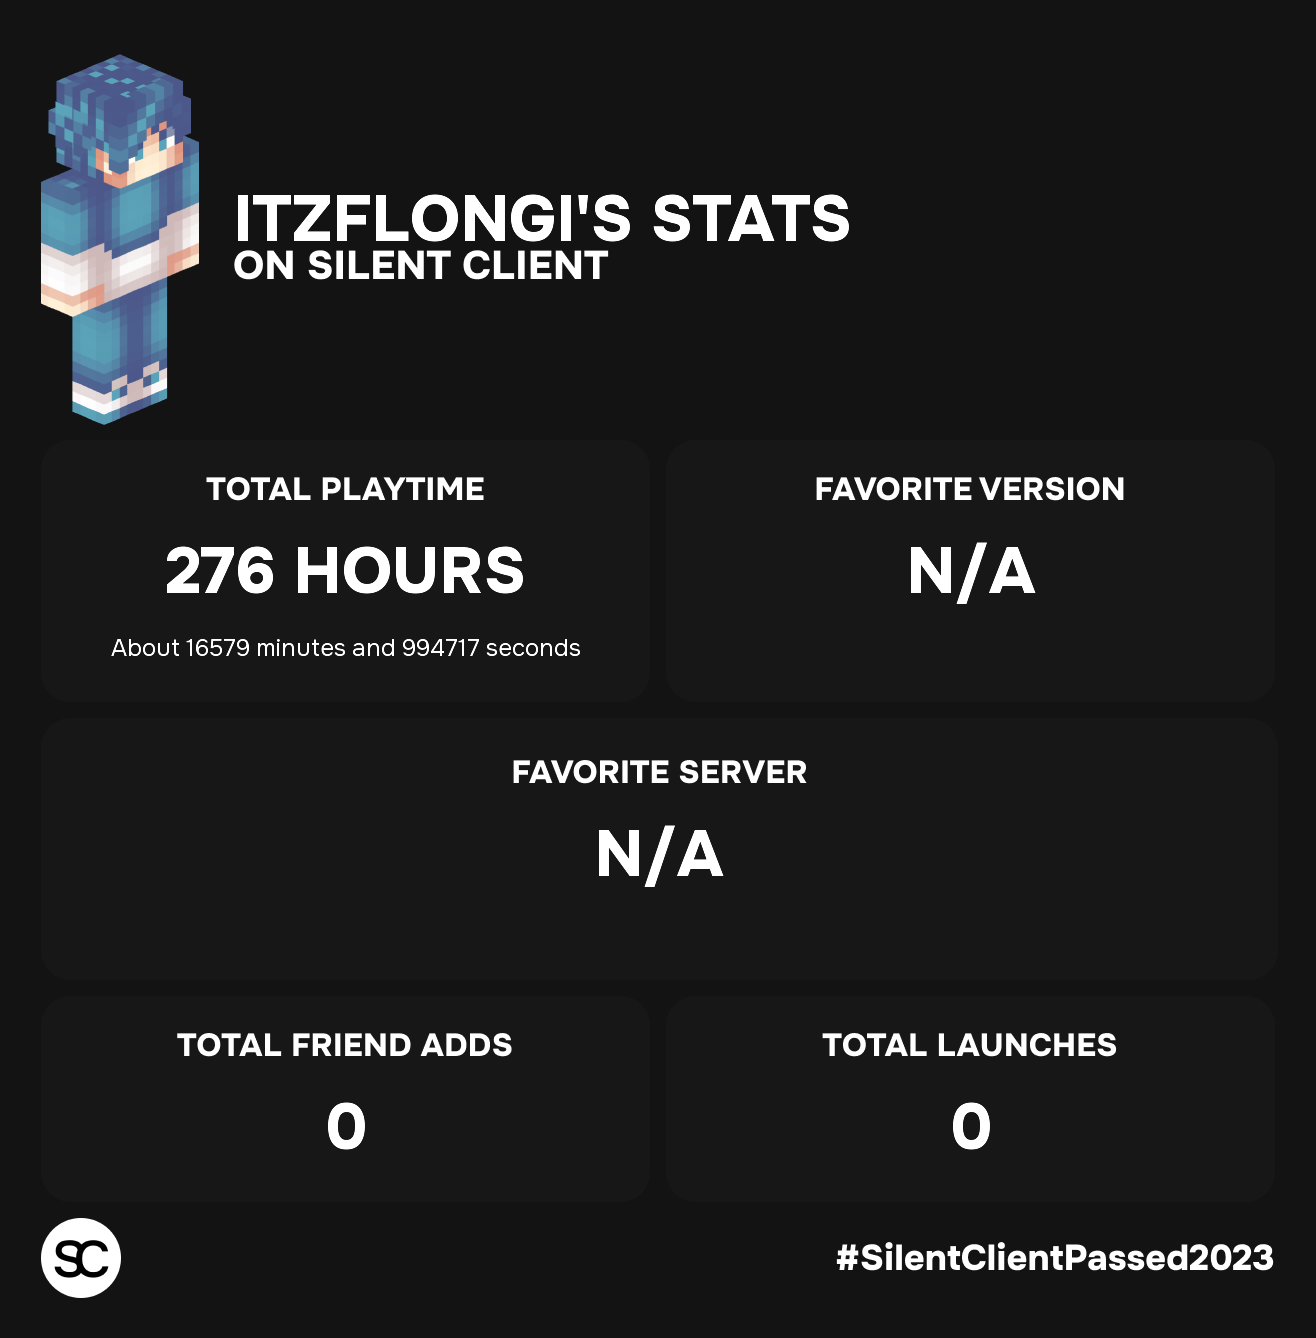 ITZFLONGI'S STATS
ON SILENT CLIENT
TOTAL PLAYTIME
276 HOURS
About 16579 minutes and 994717 seconds
FAVORITE VERSION
N/A
FAVORITE SERVER
N/A
TOTAL FRIEND ADDS
0
TOTAL LAUNCHES
0
SC
#SilentClientPassed2023